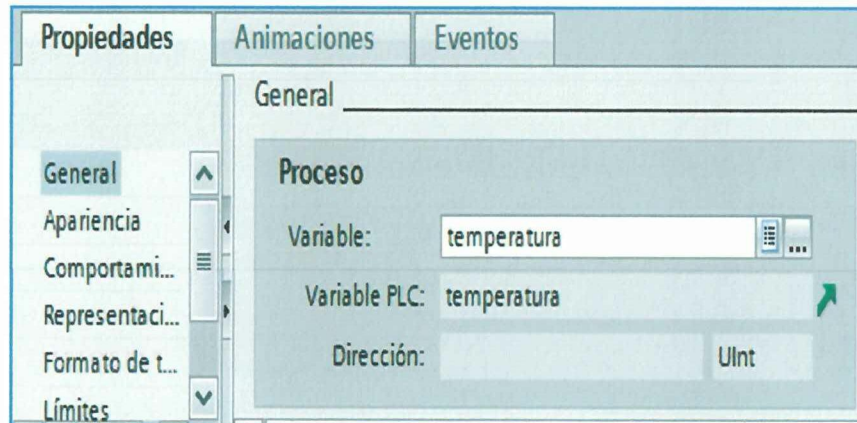 Propiedades Animaciones Eventos
General
General
Apariencia
Comportami...
Representaci...
Formato de t...
Límites
Proceso
Variable: temperatura ...
Variable PLC: temperatura
Dirección: UInt